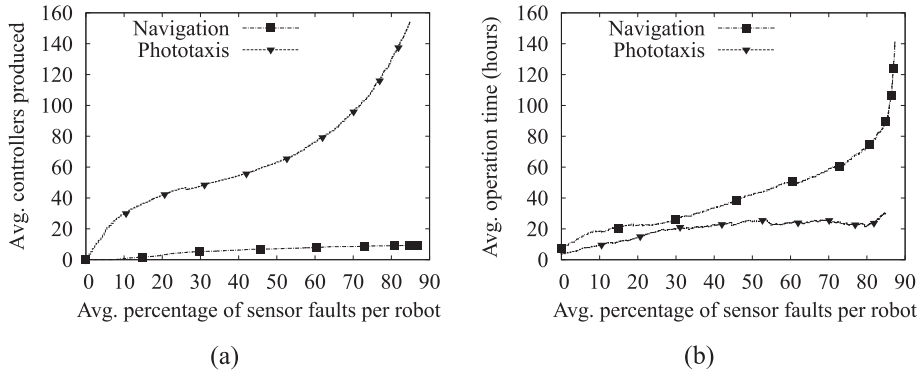 Avg. controllers produced
160
140
120
100
80
60
40
20
0
Navigation
Phototaxis
0 10 20 30 40 50 60 70 80 90
Avg. percentage of sensor faults per robot
(a)
Avg. operation time (hours)
160
140
120
100
80
60
40
20
0
Navigation
Phototaxis
0 10 20 30 40 50 60 70 80 90
Avg. percentage of sensor faults per robot
(b)